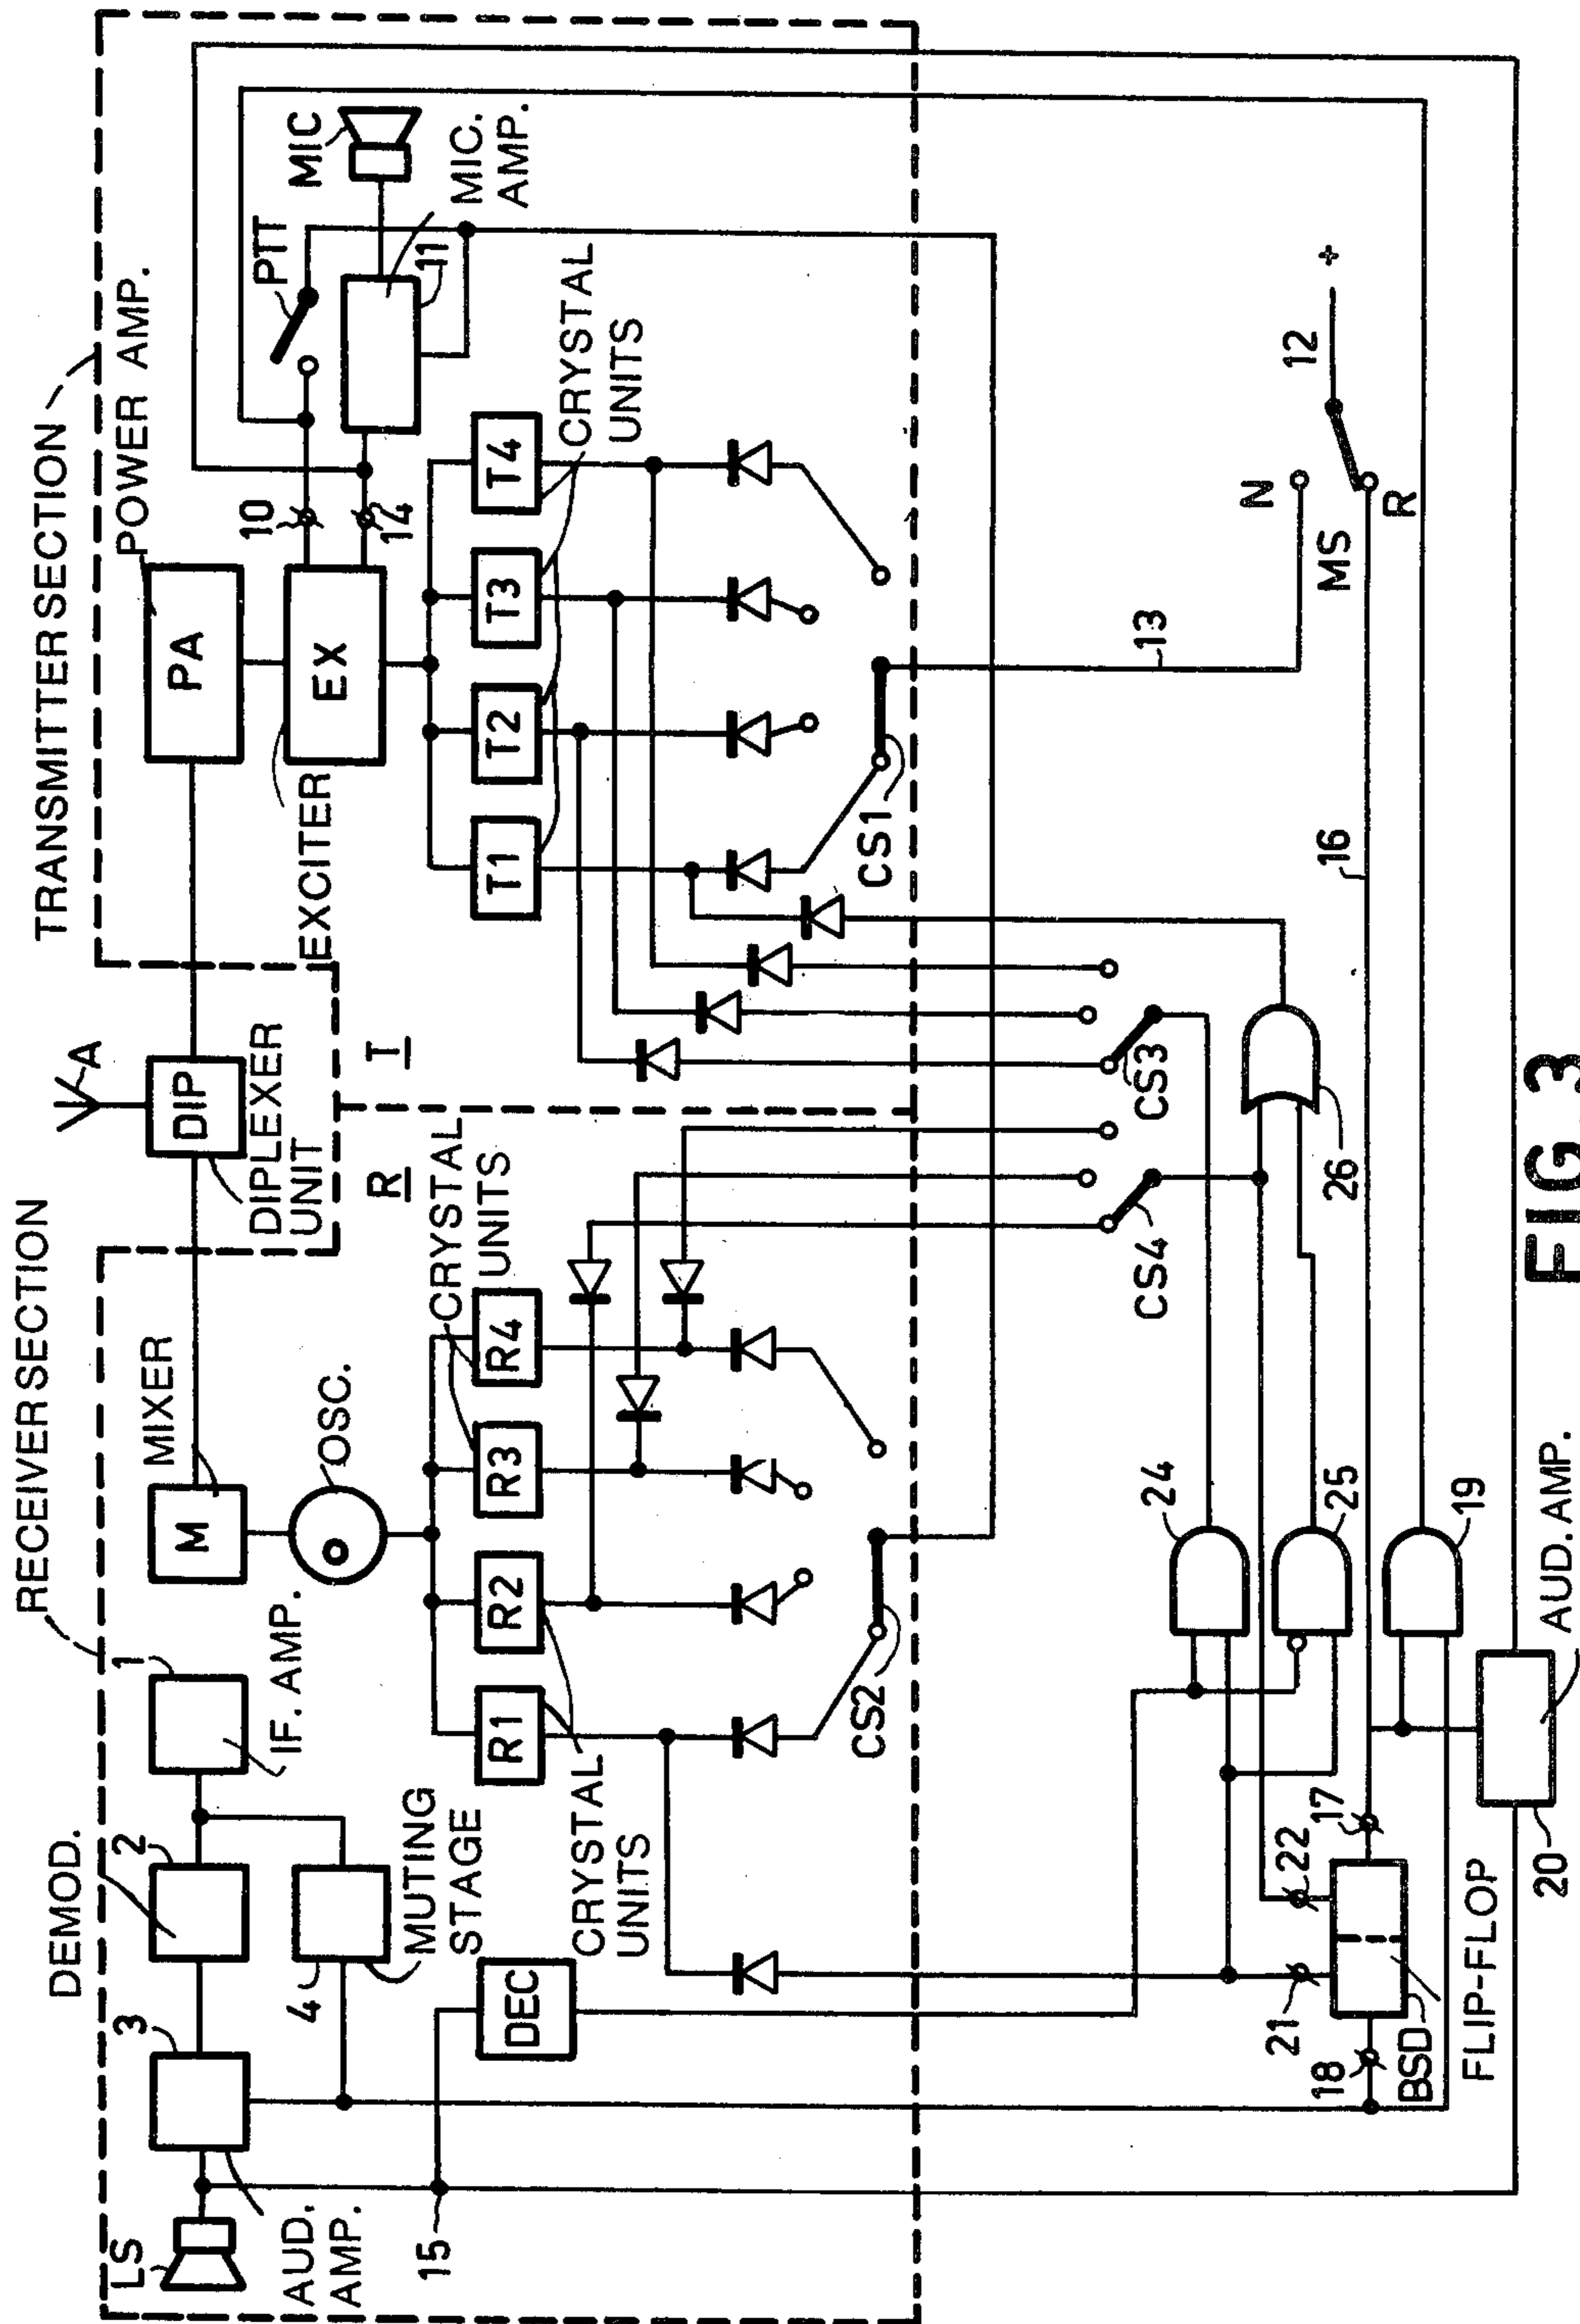 RECEIVER SECTION
TRANSMITTER SECTION
A
DIP
DIPLEXER
UNIT
LS
AUD.
AMP.
3
DEMOD.
2
1
IF. AMP.
4
MUTING
STAGE
MIXER
M
OSC.
POWER AMP.
PA
EXCITER
EX
10
14
PTT
MIC
MIC.
AMP.
11
R
T
15
DEC
CRYSTAL
UNITS
R1
R2
R3
R4
CRYSTAL
UNITS
T1
T2
T3
T4
CRYSTAL
UNITS
CS2
CS1
CS4
CS3
13
N
MS
R
12
+
24
25
19
26
16
21
22
18
17
BSD
FLIP-FLOP
20
AUD. AMP.
FIG. 3